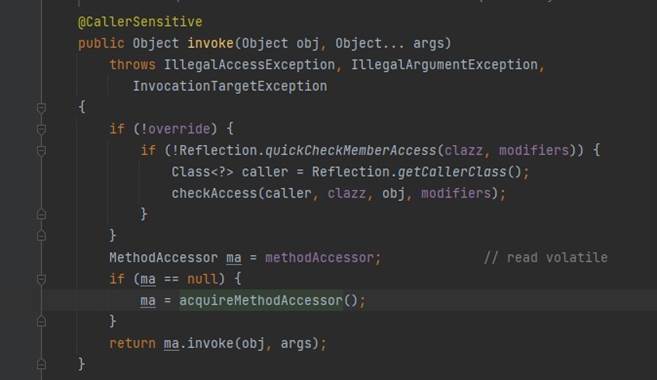 @CallerSensitive
public Object invoke(Object obj, Object... args)
    throws IllegalAccessException, IllegalArgumentException,
       InvocationTargetException
{
    if (!override) {
        if (!Reflection.quickCheckMemberAccess(clazz, modifiers)) {
            Class<?> caller = Reflection.getCallerClass();
            checkAccess(caller, clazz, obj, modifiers);
        }
    }
    MethodAccessor ma = methodAccessor;             // read volatile
    if (ma == null) {
        ma = acquireMethodAccessor();
    }
    return ma.invoke(obj, args);
}